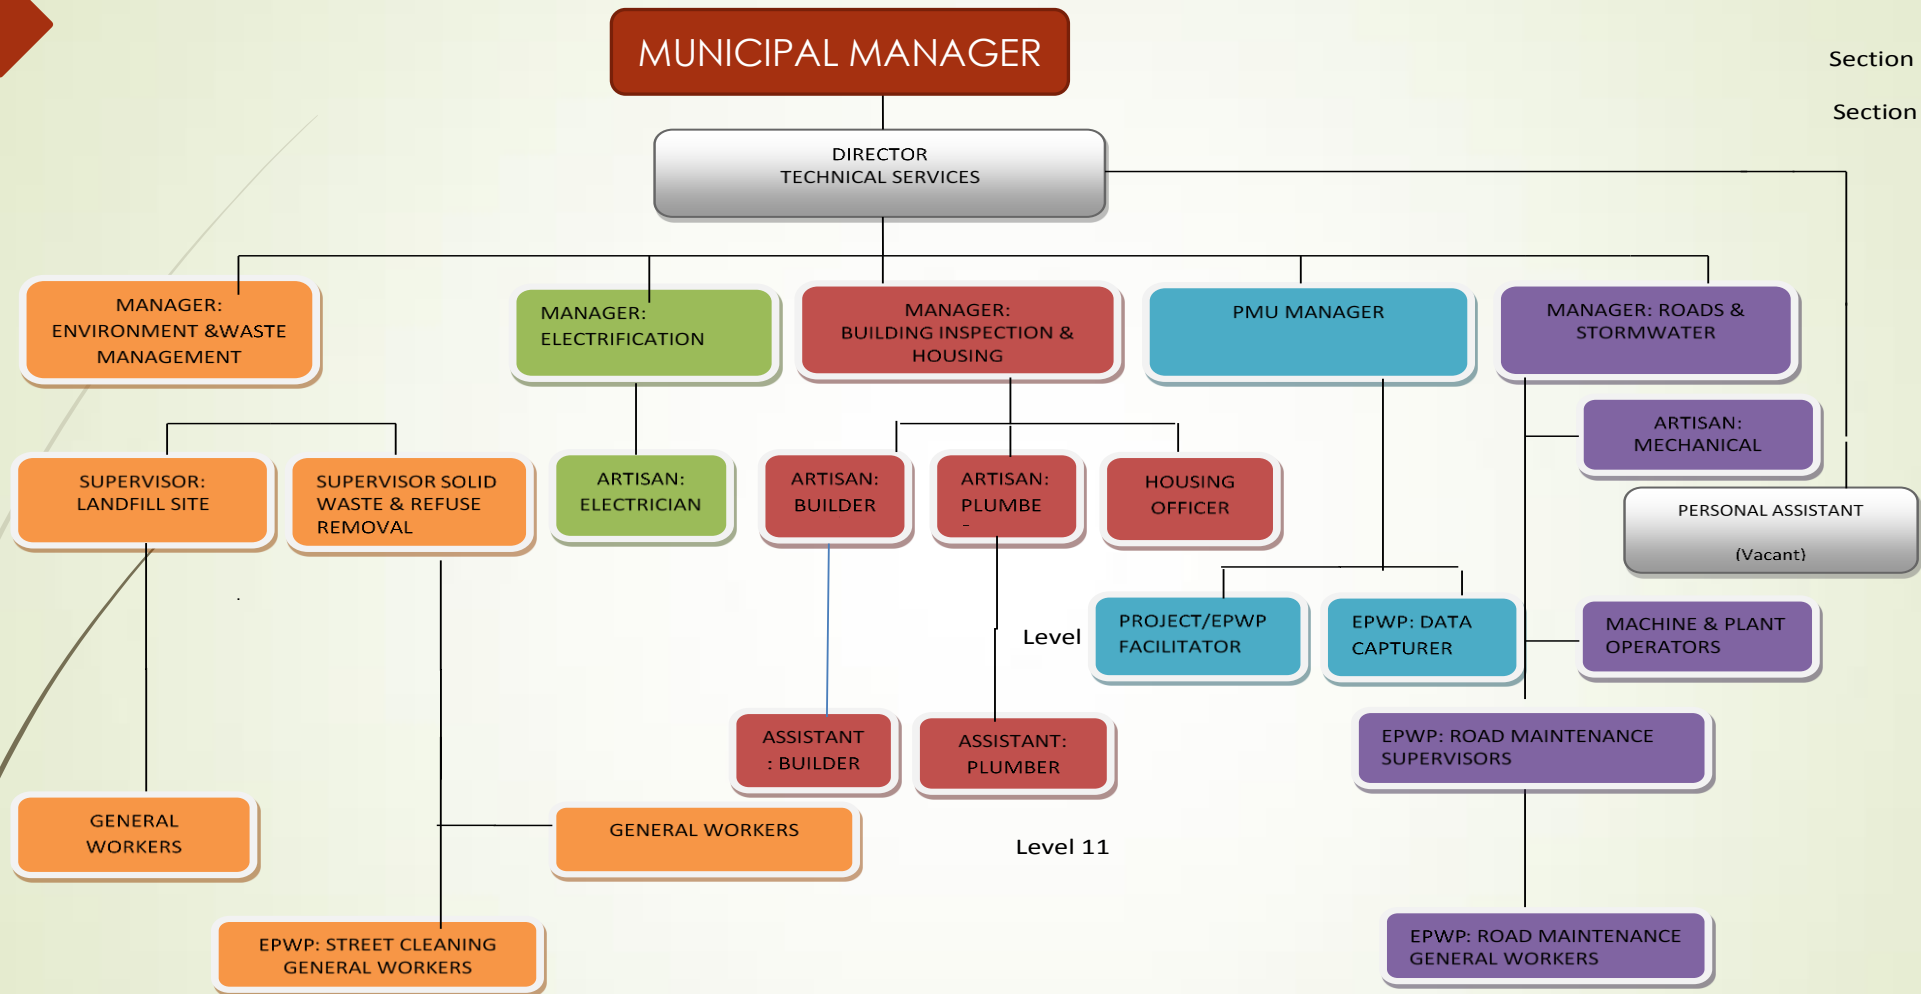 MUNICIPAL MANAGER
Section
Section
DIRECTOR
TECHNICAL SERVICES
MANAGER:
ENVIRONMENT &WASTE
MANAGEMENT
MANAGER:
ELECTRIFICATION
MANAGER:
BUILDING INSPECTION &
HOUSING
PMU MANAGER
MANAGER: ROADS &
STORMWATER
ARTISAN:
MECHANICAL
SUPERVISOR:
LANDFILL SITE
SUPERVISOR SOLID
WASTE & REFUSE
REMOVAL
ARTISAN:
ELECTRICIAN
ARTISAN:
BUILDER
ARTISAN:
PLUMBE
HOUSING
OFFICER
PERSONAL ASSISTANT
(Vacant)
Level
PROJECT/EPWP
FACILITATOR
EPWP: DATA
CAPTURER
MACHINE & PLANT
OPERATORS
ASSISTANT
: BUILDER
ASSISTANT:
PLUMBER
EPWP: ROAD MAINTENANCE
SUPERVISORS
GENERAL
WORKERS
GENERAL WORKERS
Level 11
EPWP: STREET CLEANING
GENERAL WORKERS
EPWP: ROAD MAINTENANCE
GENERAL WORKERS